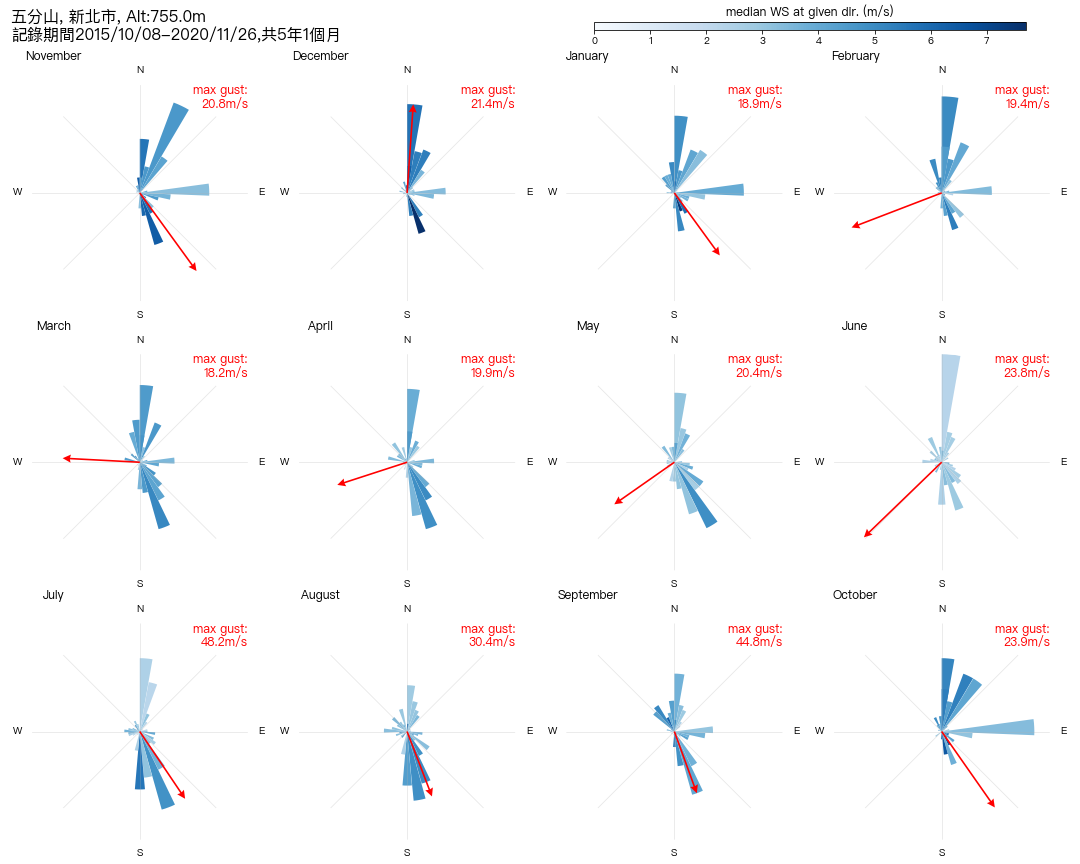 五分山, 新北市, Alt:755.0m
記錄期間2015/10/08–2020/11/26,共5年1個月
median WS at given dir. (m/s)
0 1 2 3 4 5 6 7
November
N
max gust:
20.8m/s
W
E
S
December
N
max gust:
21.4m/s
W
E
S
January
N
max gust:
18.9m/s
W
E
S
February
N
max gust:
19.4m/s
W
E
S
March
N
max gust:
18.2m/s
W
E
S
April
N
max gust:
19.9m/s
W
E
S
May
N
max gust:
20.4m/s
W
E
S
June
N
max gust:
23.8m/s
W
E
S
July
N
max gust:
48.2m/s
W
E
S
August
N
max gust:
30.4m/s
W
E
S
September
N
max gust:
44.8m/s
W
E
S
October
N
max gust:
23.9m/s
W
E
S